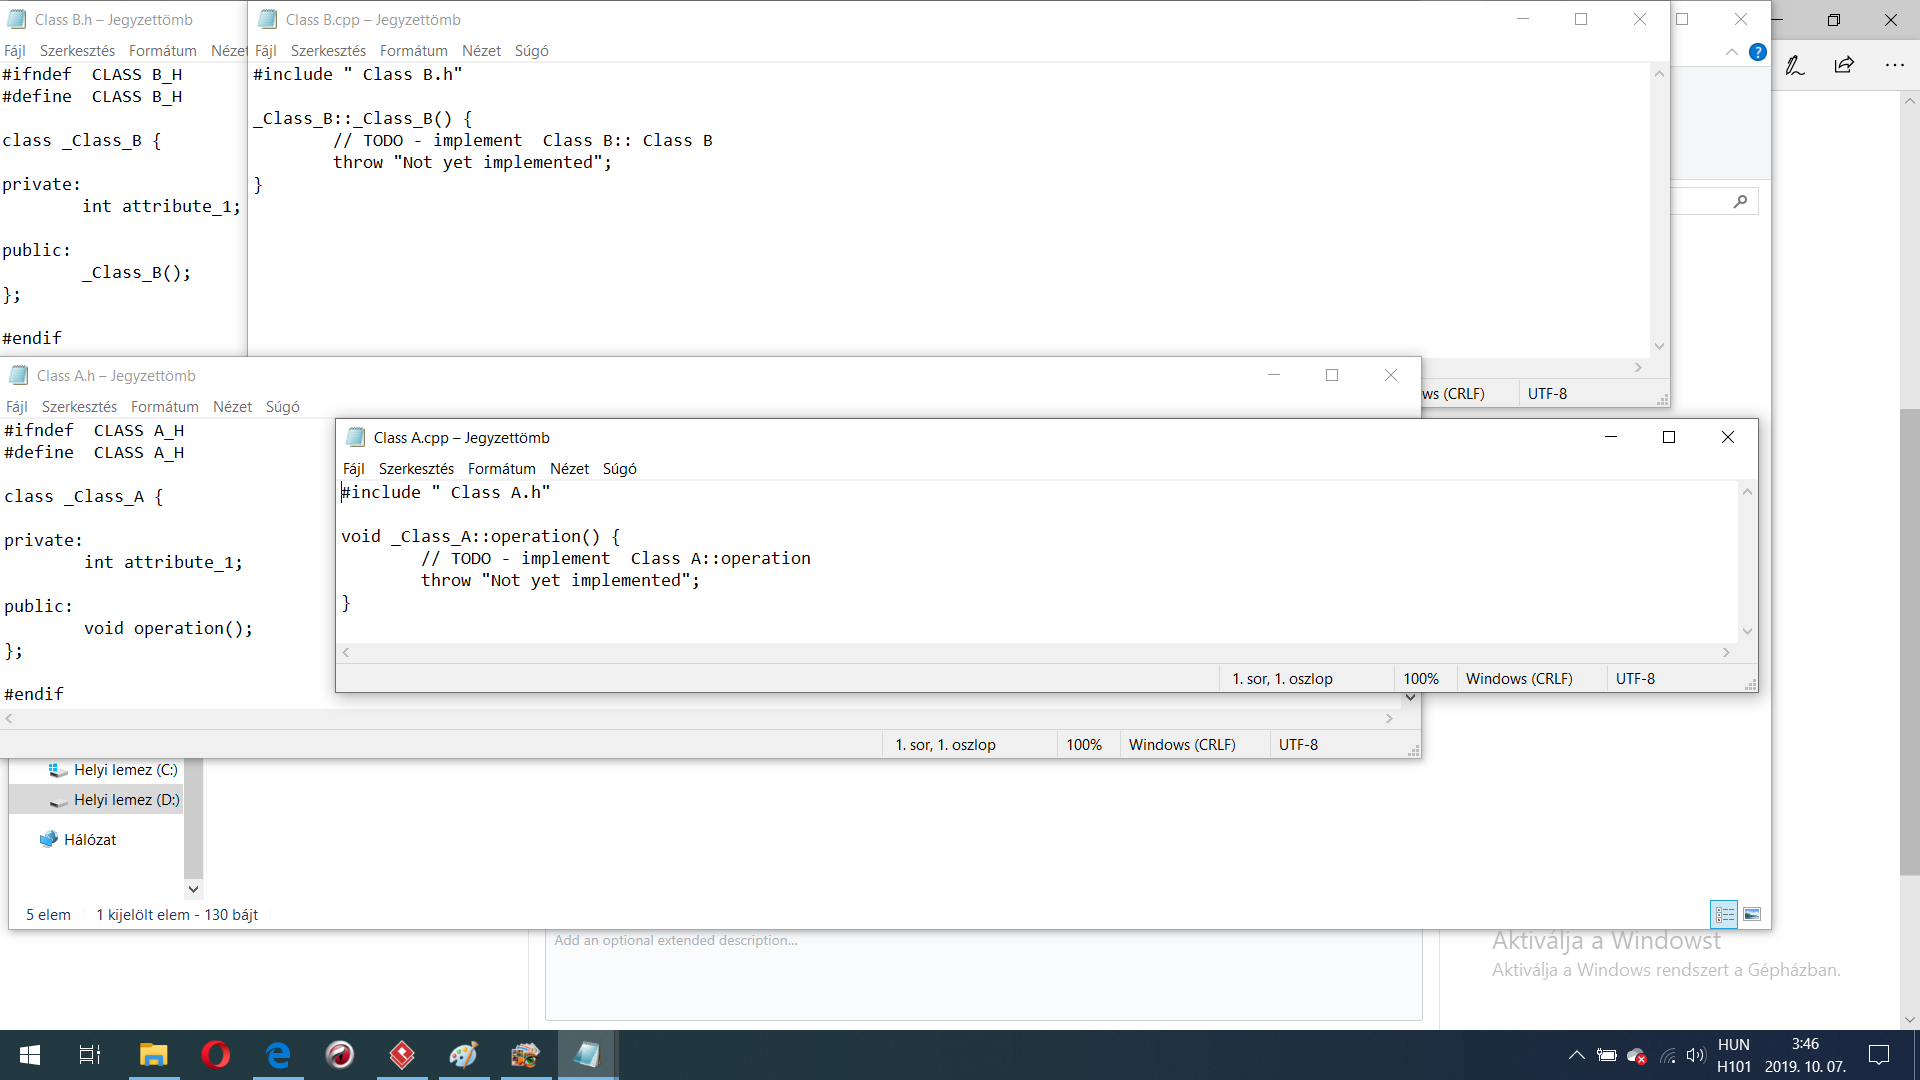 Class B.h – Jegyzettömb
Fájl Szerkesztés Formátum Nézet
#ifndef  CLASS B_H
#define  CLASS B_H
class _Class_B {
private:
        int attribute_1;
public:
        _Class_B();
};
#endif
Class B.cpp – Jegyzettömb
Fájl Szerkesztés Formátum Nézet Súgó
#include " Class B.h"
_Class_B::_Class_B() {
        // TODO - implement  Class B:: Class B
        throw "Not yet implemented";
}
(CRLF) UTF-8
Class A.h – Jegyzettömb
Fájl Szerkesztés Formátum Nézet Súgó
#ifndef  CLASS A_H
#define  CLASS A_H
class _Class_A {
private:
        int attribute_1;
public:
        void operation();
};
#endif
1. sor, 1. oszlop 100% Windows (CRLF) UTF-8
Class A.cpp – Jegyzettömb
Fájl Szerkesztés Formátum Nézet Súgó
#include " Class A.h"
void _Class_A::operation() {
        // TODO - implement  Class A::operation
        throw "Not yet implemented";
}
1. sor, 1. oszlop 100% Windows (CRLF) UTF-8
Helyi lemez (C:)
Helyi lemez (D:)
Hálózat
5 elem 1 kijelölt elem - 130 bájt
Add an optional extended description...
Aktiválja a Windowst
Aktiválja a Windows rendszert a Gépházban.
HUN 3:46
H101 2019. 10. 07.